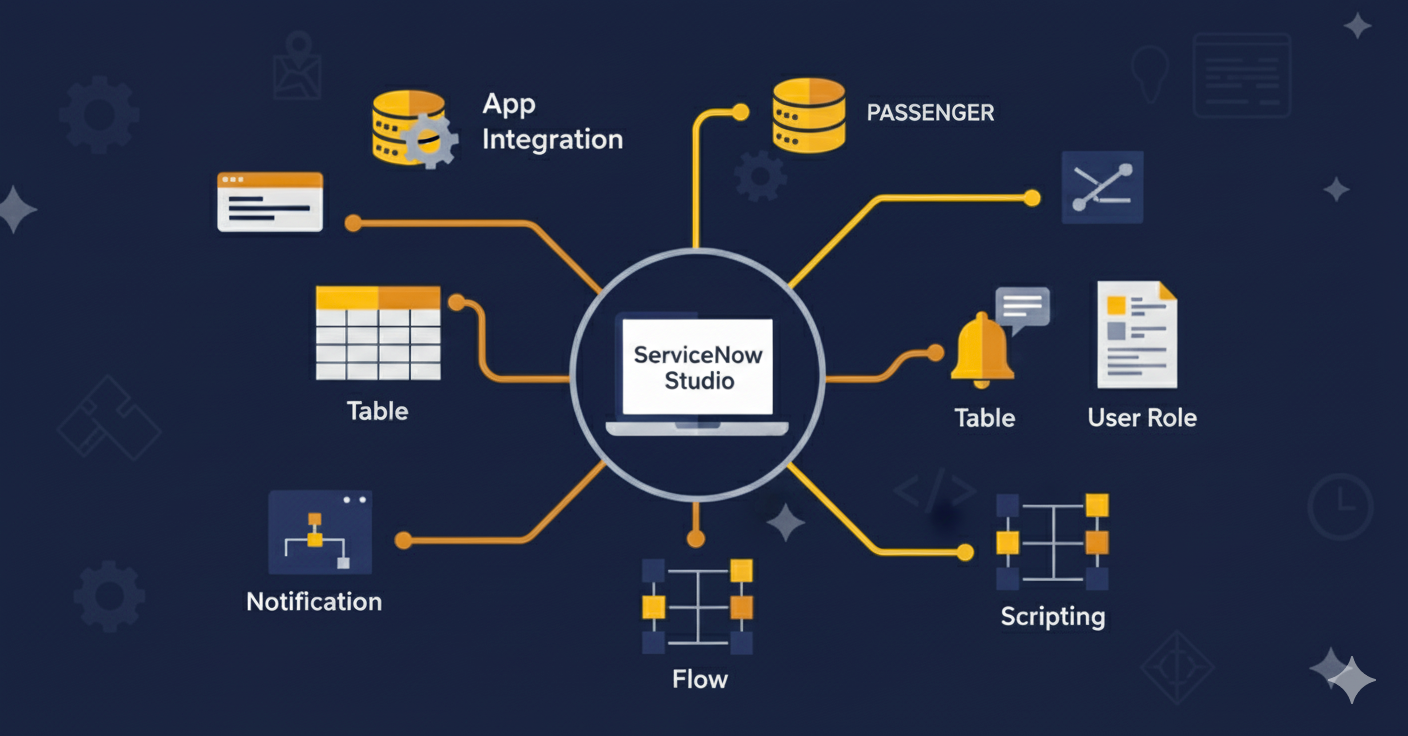 App
Integration
PASSENGER
ServiceNow
Studio
Table
Table
User Role
Notification
Scripting
Flow